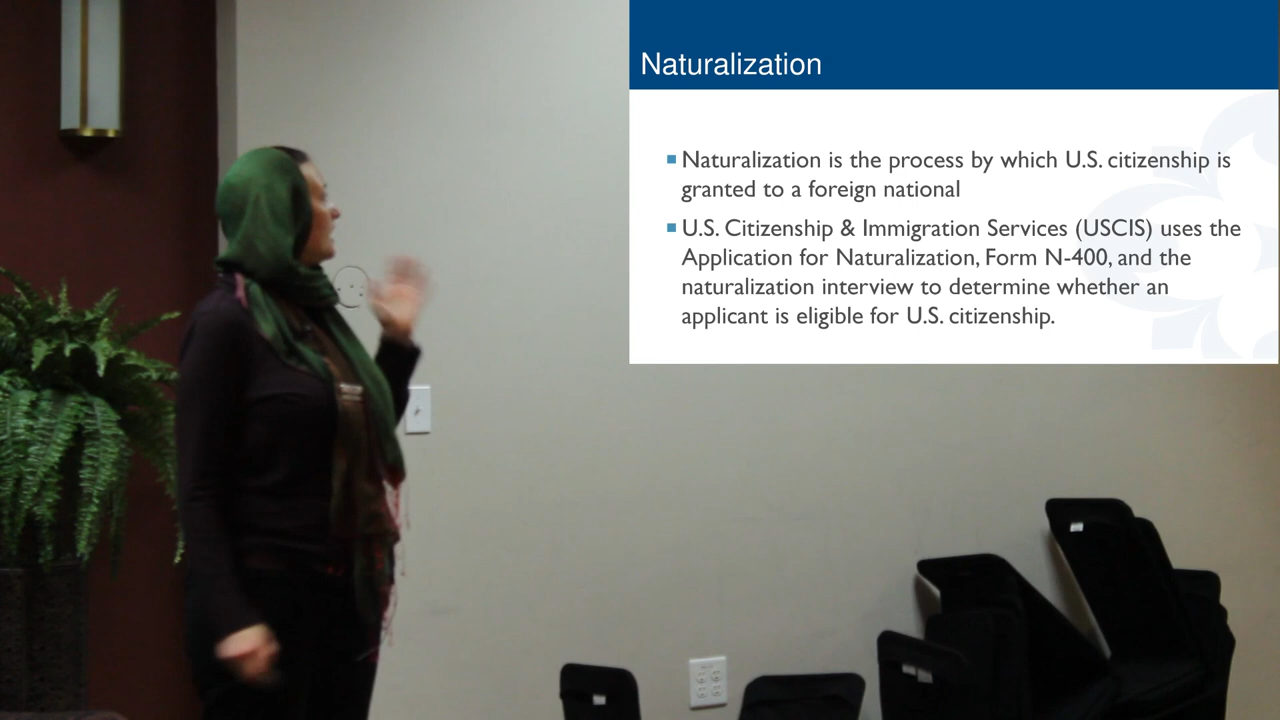 Naturalization
Naturalization is the process by which U.S. citizenship is
granted to a foreign national
U.S. Citizenship & Immigration Services (USCIS) uses the
Application for Naturalization, Form N-400, and the
naturalization interview to determine whether an
applicant is eligible for U.S. citizenship.